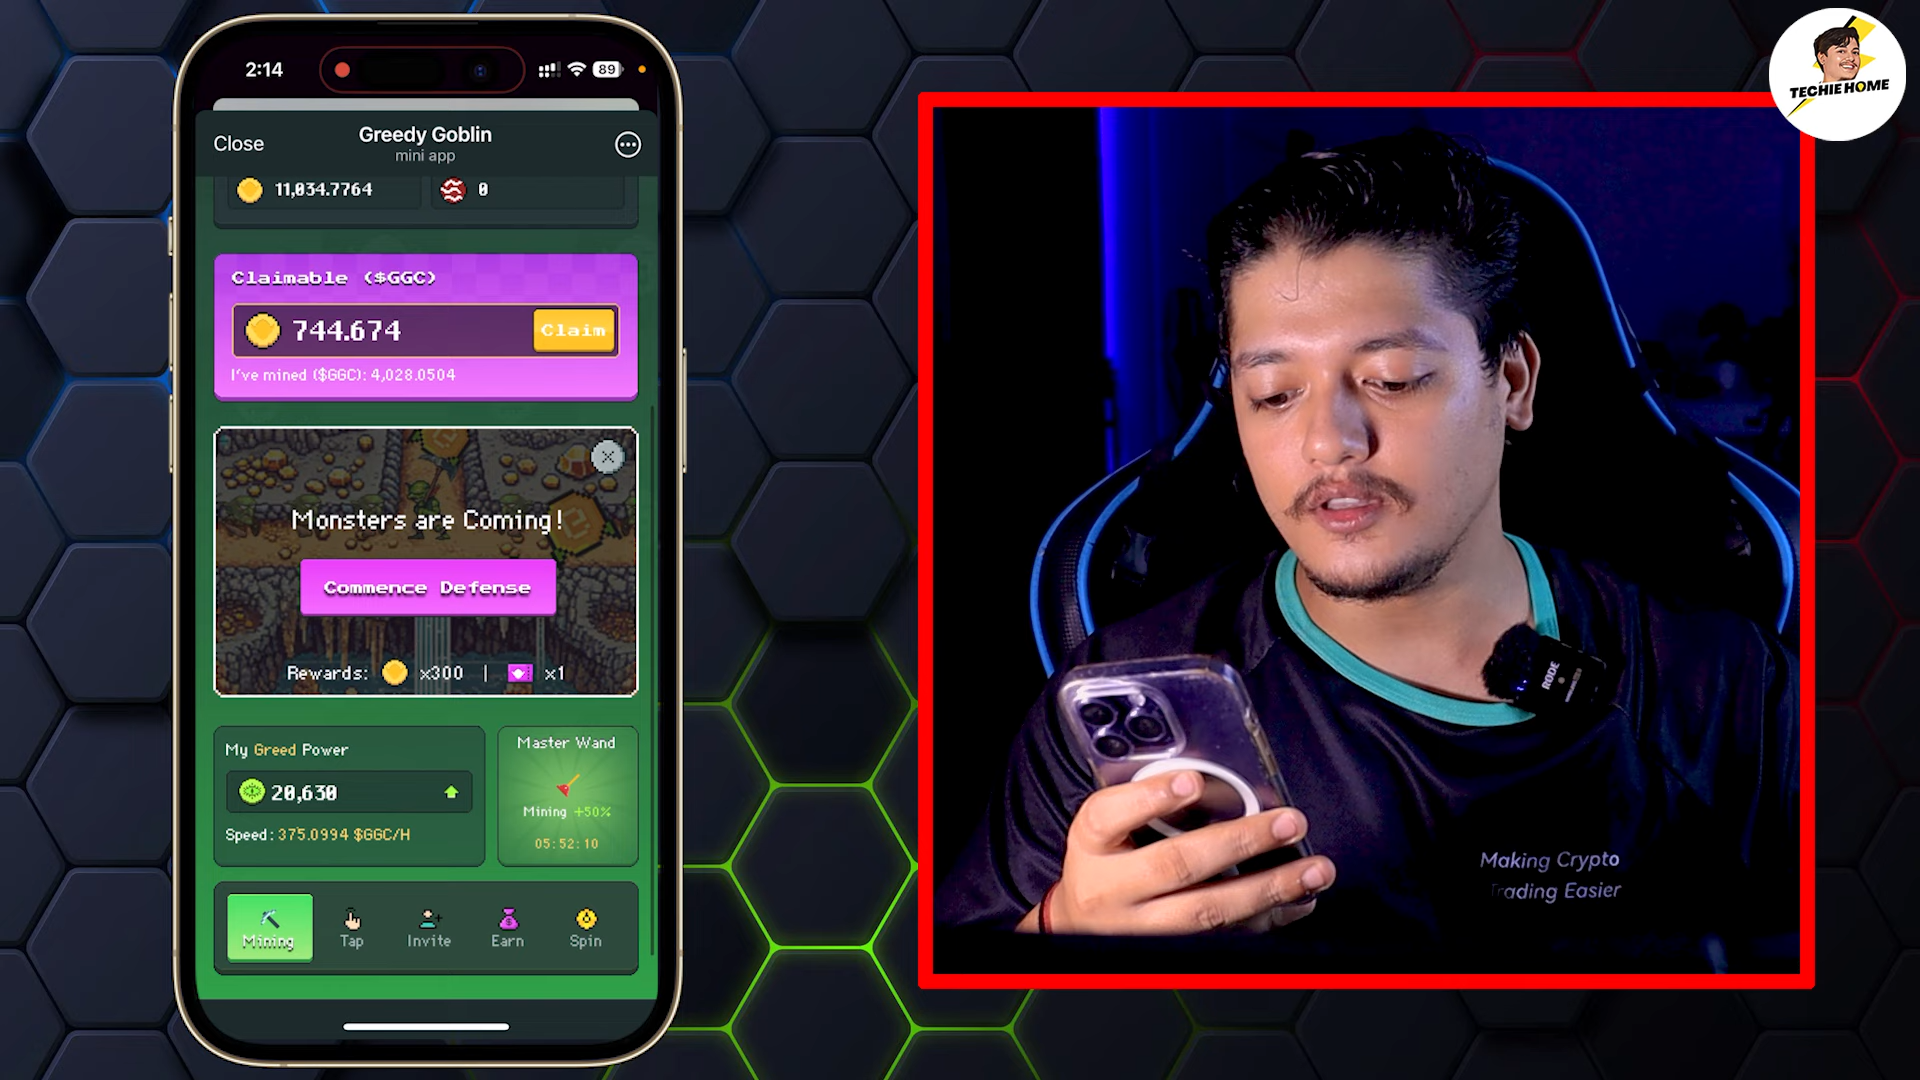 2:14
89
Close
Greedy Goblin
mini app
11,034.7764
0
Claimable ($GGC)
744.674
Claim
I've mined ($GGC): 4,028.0504
Monsters are Coming!
Commence Defense
Rewards: x300 | x1
My Greed Power
20,630
Speed: 375.0994 $GGC/H
Master Wand
Mining +50%
05:52:10
Mining
Tap
Invite
Earn
Spin
TECHIE HOME
RODE
Making Crypto
Trading Easier